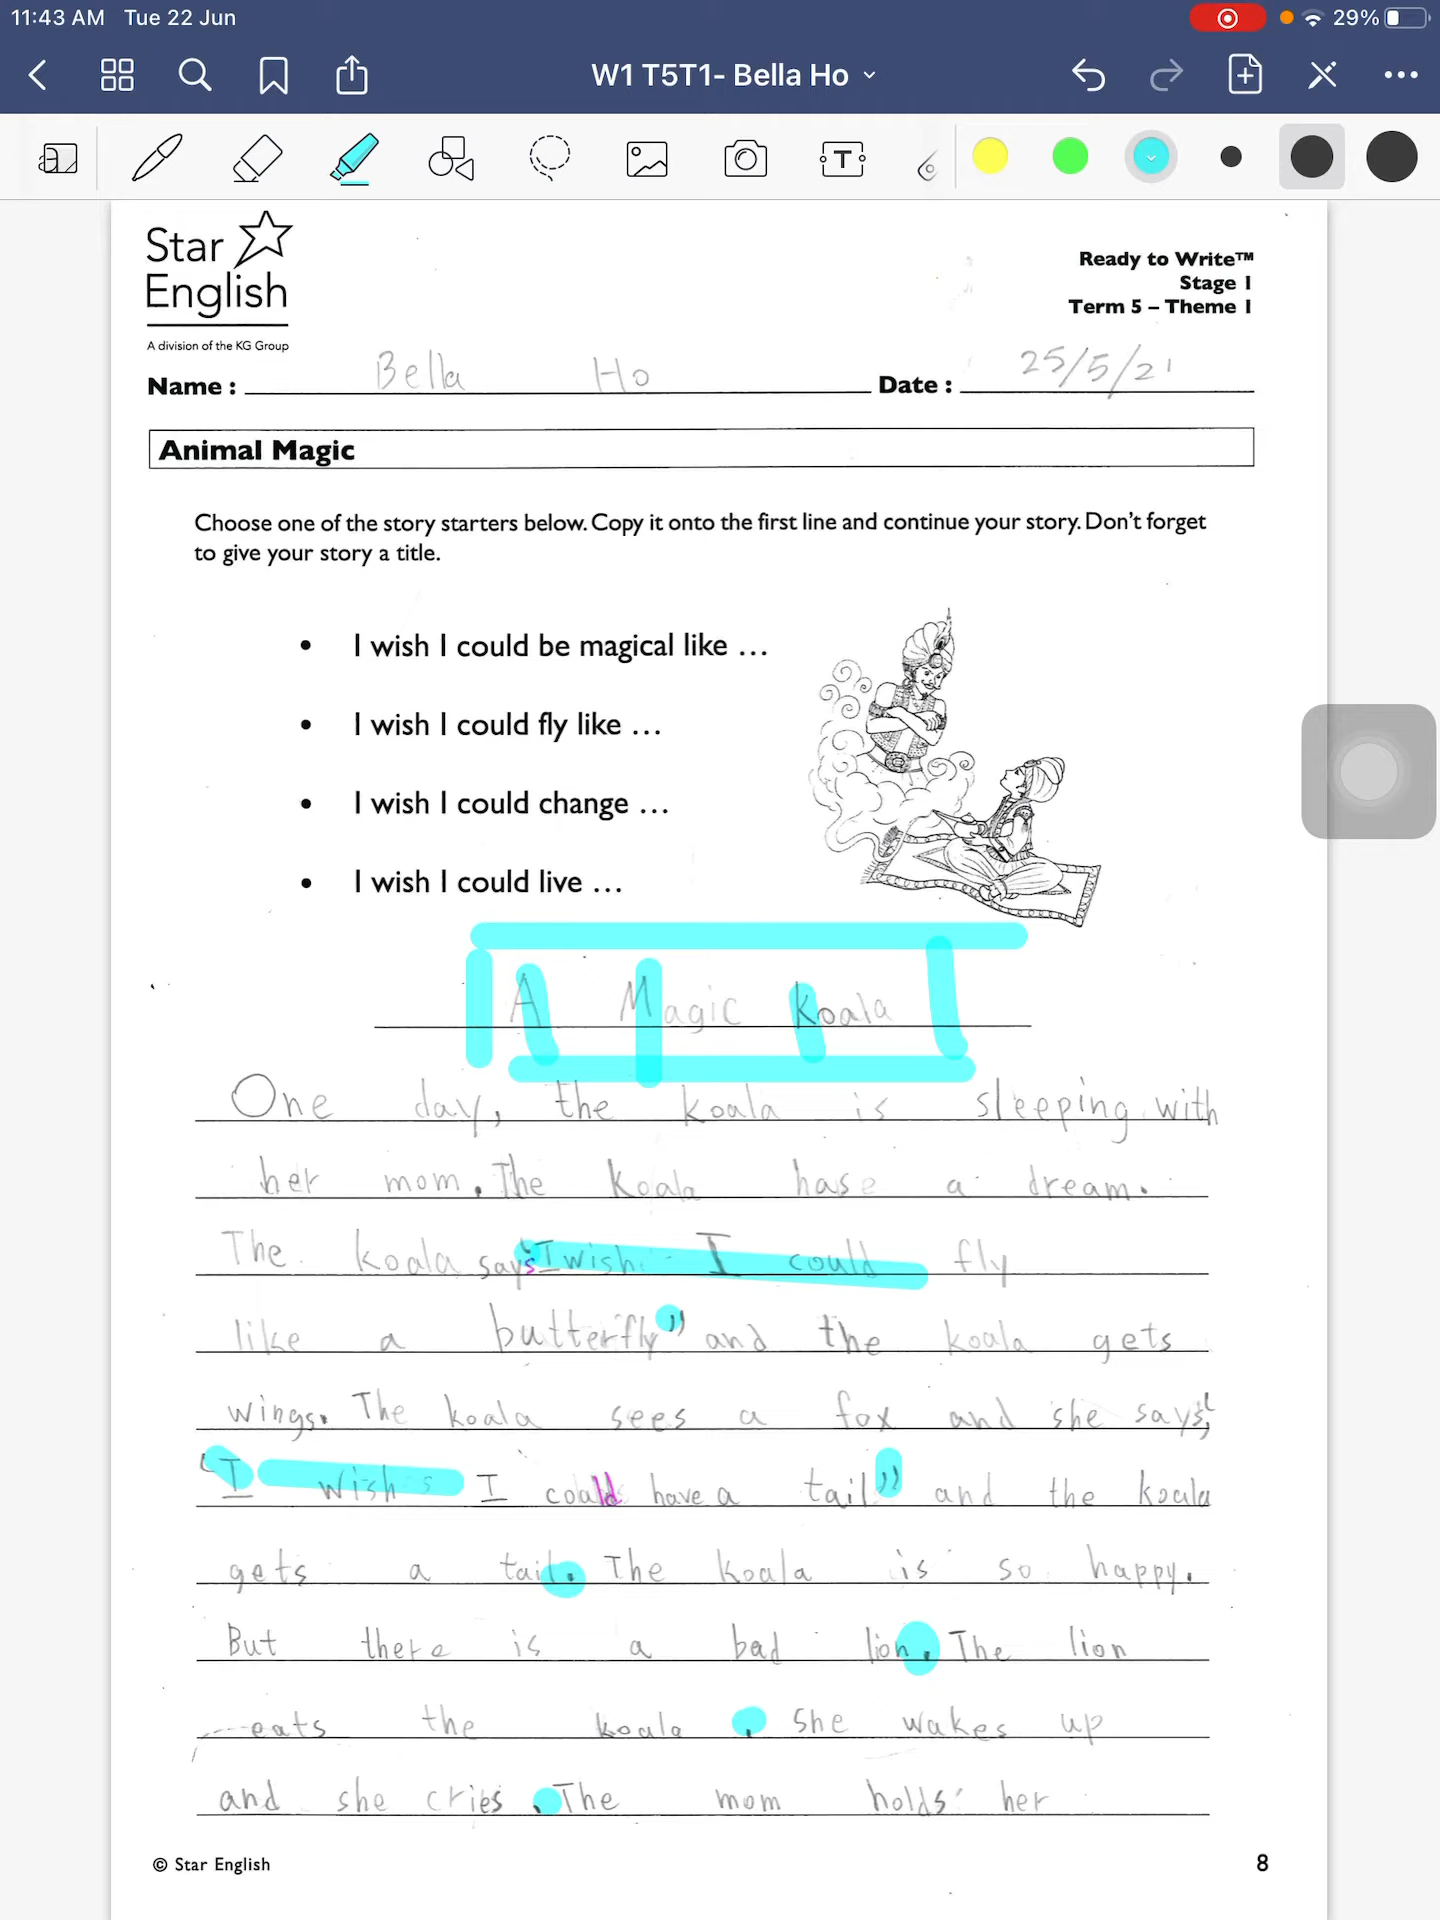 11:43 AM Tue 22 Jun 29%
W1 T5T1- Bella Ho
Star
English
A division of the KG Group
Ready to Write™
Stage 1
Term 5 – Theme 1
Name : Bella Ho Date : 25/5/21
Animal Magic
Choose one of the story starters below. Copy it onto the first line and continue your story. Don't forget
to give your story a title.
• I wish I could be magical like ...
• I wish I could fly like ...
• I wish I could change ...
• I wish I could live ...
A Magic Koala
One day, the koala is sleeping with
her mom. The koala hase a dream.
The koala says "I wish I could fly
like a butterfly" and the koala gets
wings. The koala sees a fox and she says,
"I wish I could have a tail" and the koala
gets a tail. The koala is so happy.
But there is a bad lion. The lion
eats the koala. She wakes up
and she cries. The mom holds her
© Star English
8